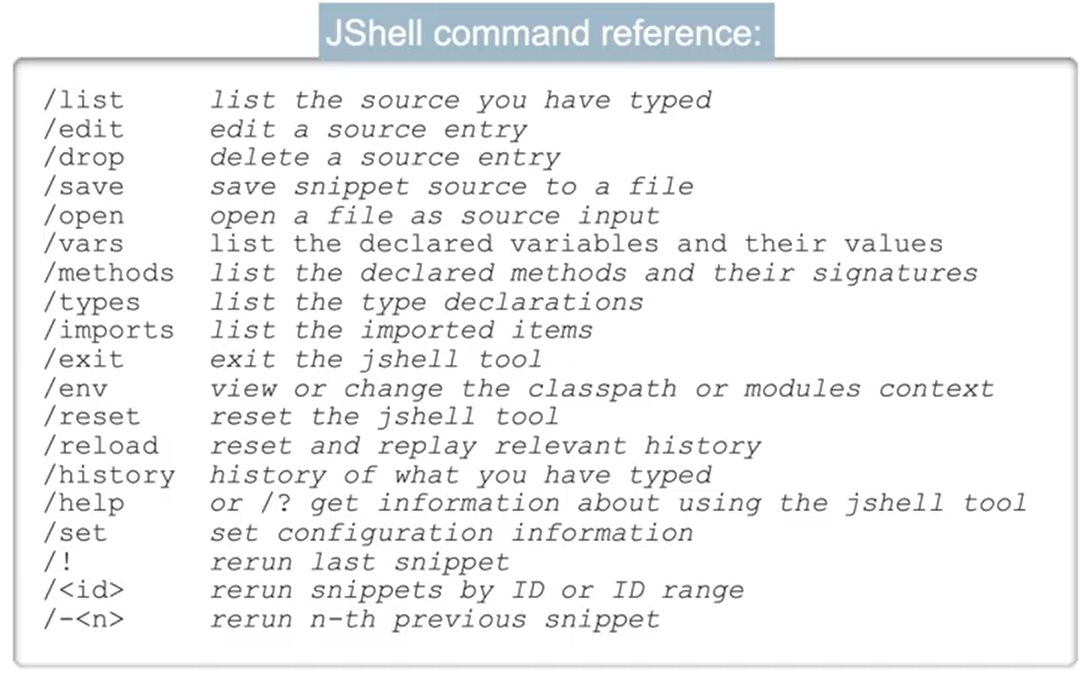 JShell command reference:
/list list the source you have typed
/edit edit a source entry
/drop delete a source entry
/save save snippet source to a file
/open open a file as source input
/vars list the declared variables and their values
/methods list the declared methods and their signatures
/types list the type declarations
/imports list the imported items
/exit exit the jshell tool
/env view or change the classpath or modules context
/reset reset the jshell tool
/reload reset and replay relevant history
/history history of what you have typed
/help or /? get information about using the jshell tool
/set set configuration information
/! rerun last snippet
/<id> rerun snippets by ID or ID range
/-<n> rerun n-th previous snippet